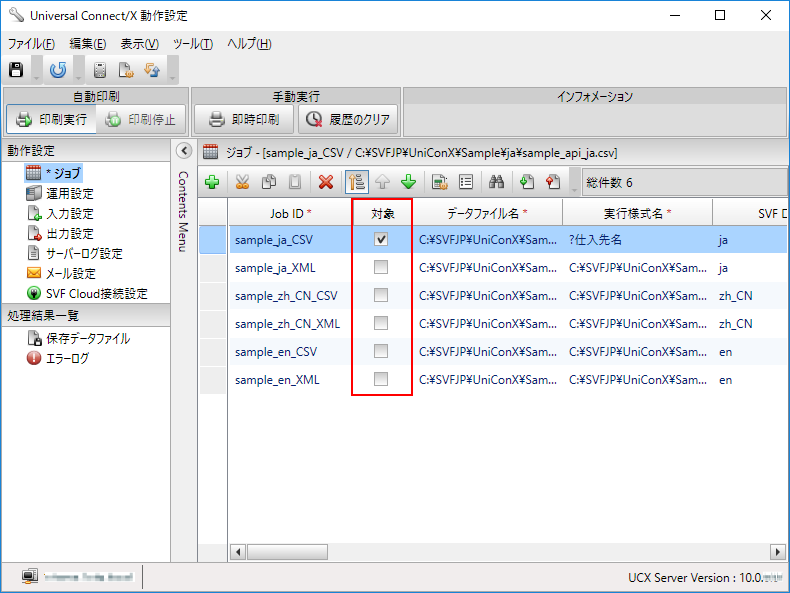 Universal Connect/X 動作設定
ファイル(F) 編集(E) 表示(V) ツール(T) ヘルプ(H)
自動印刷 手動実行 インフォメーション
印刷実行 印刷停止 即時印刷 履歴のクリア
動作設定
* ジョブ
運用設定
入力設定
出力設定
サーバーログ設定
メール設定
SVF Cloud接続設定
処理結果一覧
保存データファイル
エラーログ
Contents Menu
ジョブ - [sample_ja_CSV / C:¥SVFJP¥UniConX¥Sample¥ja¥sample_api_ja.csv]
総件数 6
Job ID * 対象 データファイル名 * 実行様式名 * SVF D
sample_ja_CSV C:¥SVFJP¥UniConX¥Sam... ?仕入先名 ja
sample_ja_XML C:¥SVFJP¥UniConX¥Sam... C:¥SVFJP¥UniConX¥Sam... ja
sample_zh_CN_CSV C:¥SVFJP¥UniConX¥Sam... C:¥SVFJP¥UniConX¥Sam... zh_CN
sample_zh_CN_XML C:¥SVFJP¥UniConX¥Sam... C:¥SVFJP¥UniConX¥Sam... zh_CN
sample_en_CSV C:¥SVFJP¥UniConX¥Sam... C:¥SVFJP¥UniConX¥Sam... en
sample_en_XML C:¥SVFJP¥UniConX¥Sam... C:¥SVFJP¥UniConX¥Sam... en
UCX Server Version : 10.0.